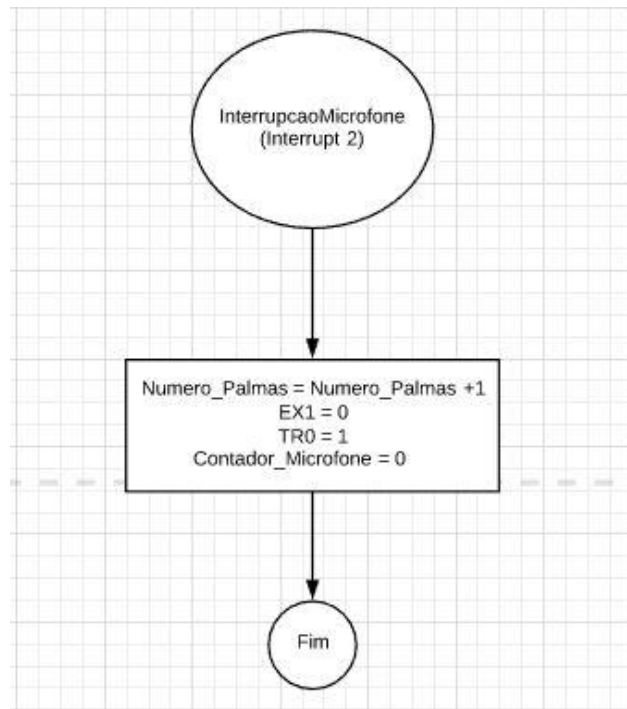 InterrupcaoMicrofone
(Interrupt 2)
Numero_Palmas = Numero_Palmas +1
EX1 = 0
TR0 = 1
Contador_Microfone = 0
Fim